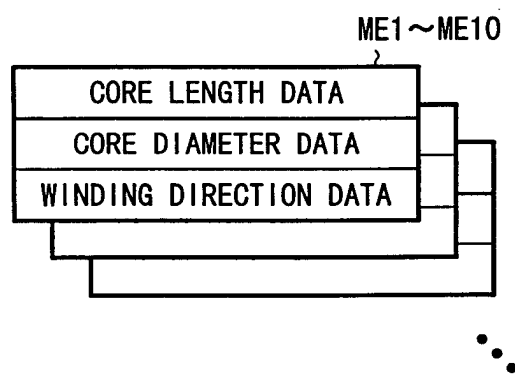 ME1～ME10
CORE LENGTH DATA
CORE DIAMETER DATA
WINDING DIRECTION DATA